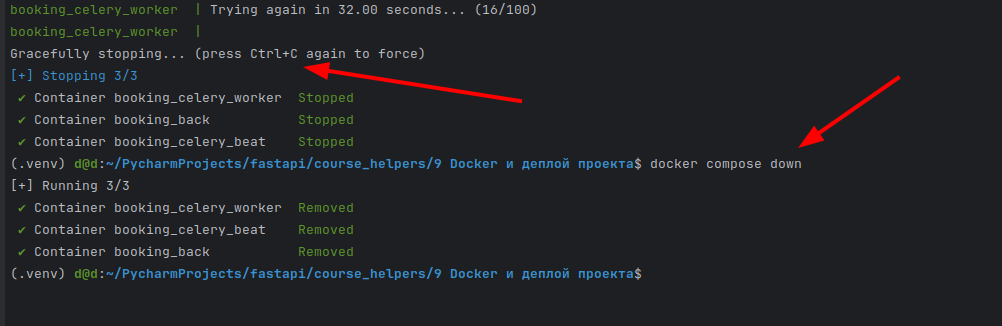 booking_celery_worker  | Trying again in 32.00 seconds... (16/100)
booking_celery_worker  |
Gracefully stopping... (press Ctrl+C again to force)
[+] Stopping 3/3
✔ Container booking_celery_worker  Stopped
✔ Container booking_back           Stopped
✔ Container booking_celery_beat    Stopped
(.venv) d@d:~/PycharmProjects/fastapi/course_helpers/9 Docker и деплой проекта$ docker compose down
[+] Running 3/3
✔ Container booking_celery_worker  Removed
✔ Container booking_celery_beat    Removed
✔ Container booking_back           Removed
(.venv) d@d:~/PycharmProjects/fastapi/course_helpers/9 Docker и деплой проекта$